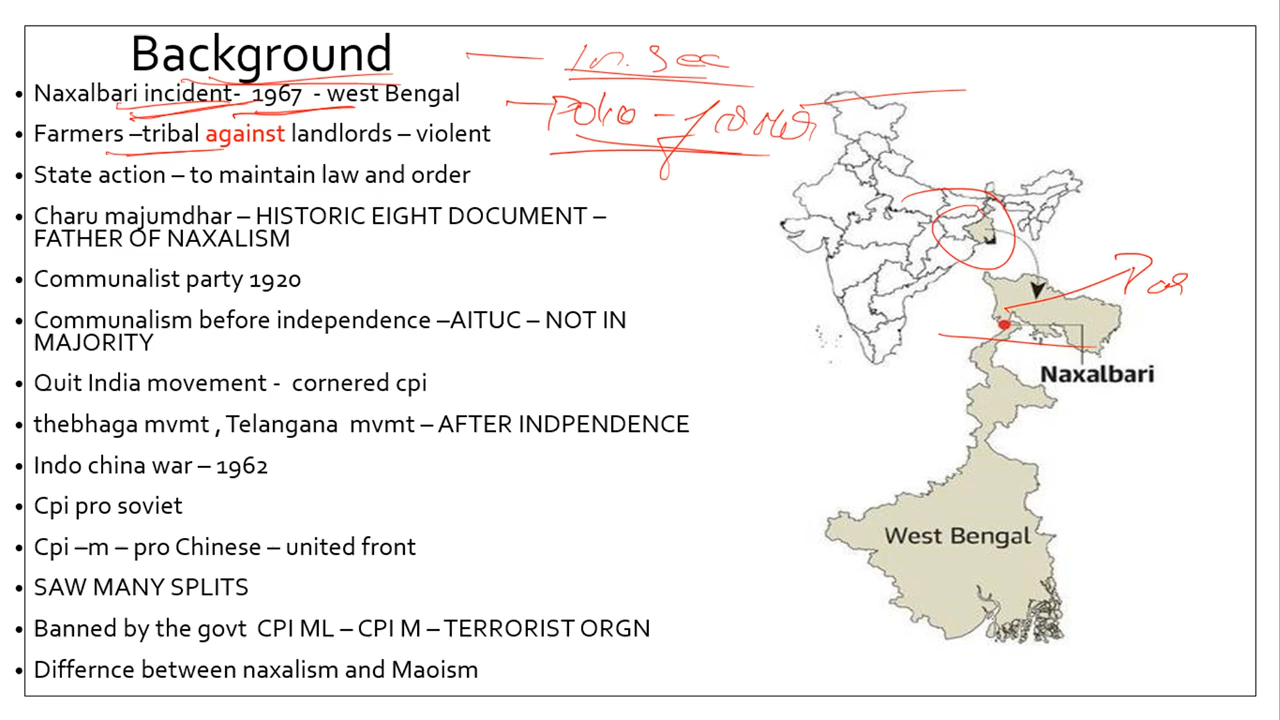 Background
In. Sec
• Naxalbari incident- 1967 - west Bengal
• Farmers –tribal against landlords – violent
• State action – to maintain law and order
• Charu majumdhar – HISTORIC EIGHT DOCUMENT –
FATHER OF NAXALISM
• Communalist party 1920
• Communalism before independence –AITUC – NOT IN
MAJORITY
• Quit India movement - cornered cpi
• thebhaga mvmt , Telangana mvmt – AFTER INDPENDENCE
• Indo china war – 1962
• Cpi pro soviet
• Cpi –m – pro Chinese – united front
• SAW MANY SPLITS
• Banned by the govt CPI ML – CPI M – TERRORIST ORGN
• Differnce between naxalism and Maoism
Naxalbari
West Bengal